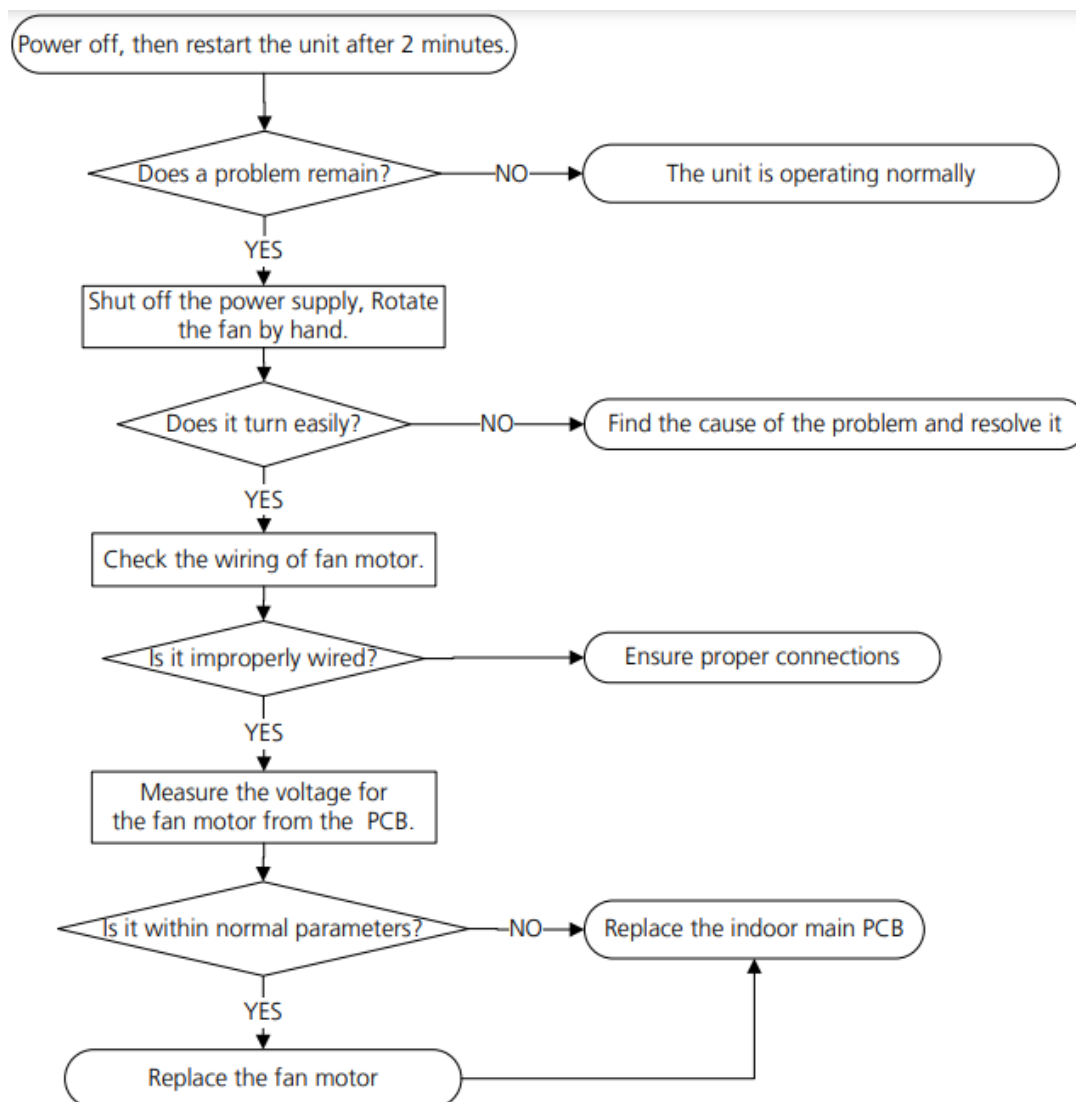 Power off, then restart the unit after 2 minutes.
Does a problem remain?
NO
The unit is operating normally
YES
Shut off the power supply, Rotate
the fan by hand.
Does it turn easily?
NO
Find the cause of the problem and resolve it
YES
Check the wiring of fan motor.
Is it improperly wired?
Ensure proper connections
YES
Measure the voltage for
the fan motor from the PCB.
Is it within normal parameters?
NO
Replace the indoor main PCB
YES
Replace the fan motor